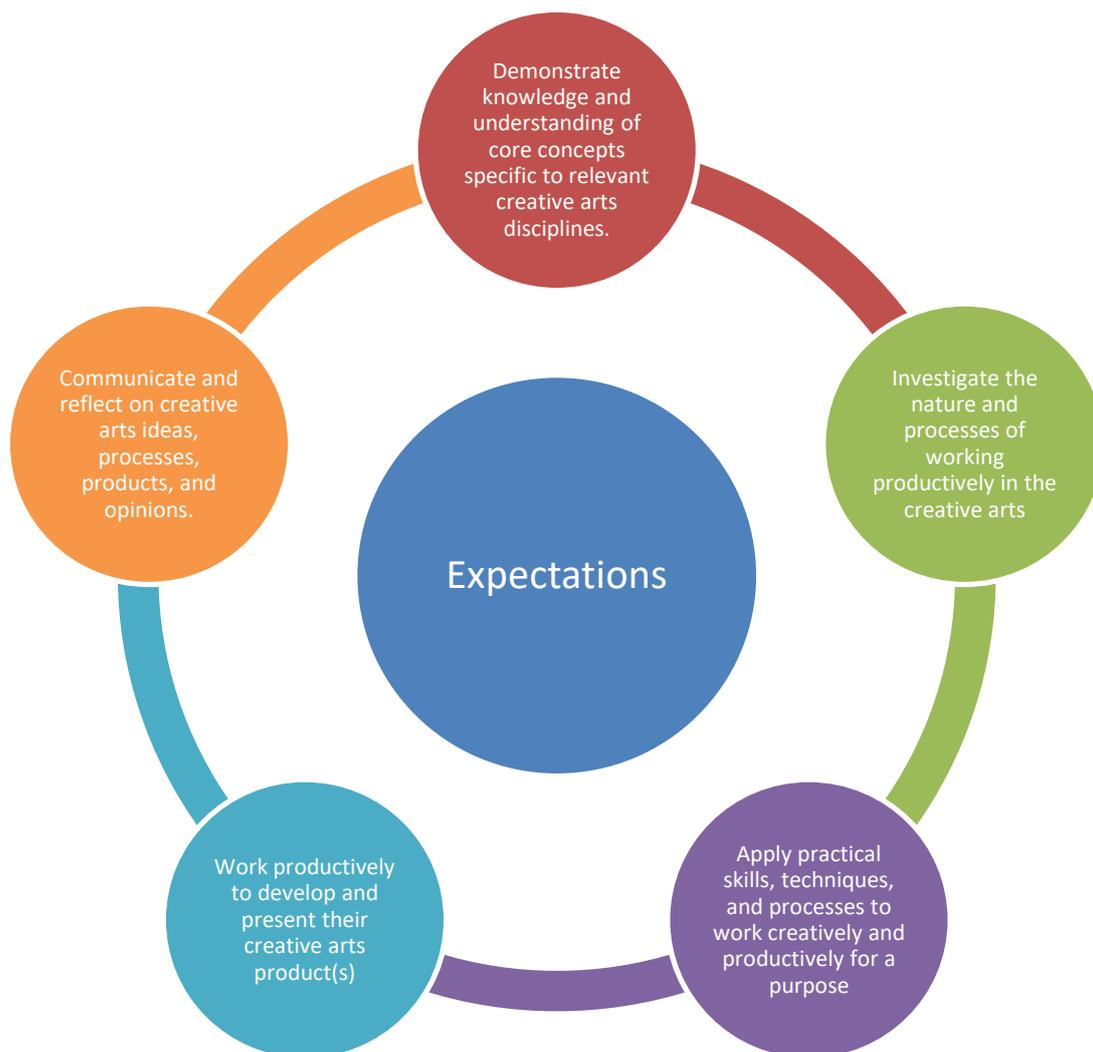 Demonstrate
knowledge and
understanding of
core concepts
specific to relevant
creative arts
disciplines.
Investigate the
nature and
processes of
working
productively in the
creative arts
Apply practical
skills, techniques,
and processes to
work creatively and
productively for a
purpose
Work productively
to develop and
present their
creative arts
product(s)
Communicate and
reflect on creative
arts ideas,
processes,
products, and
opinions.
Expectations